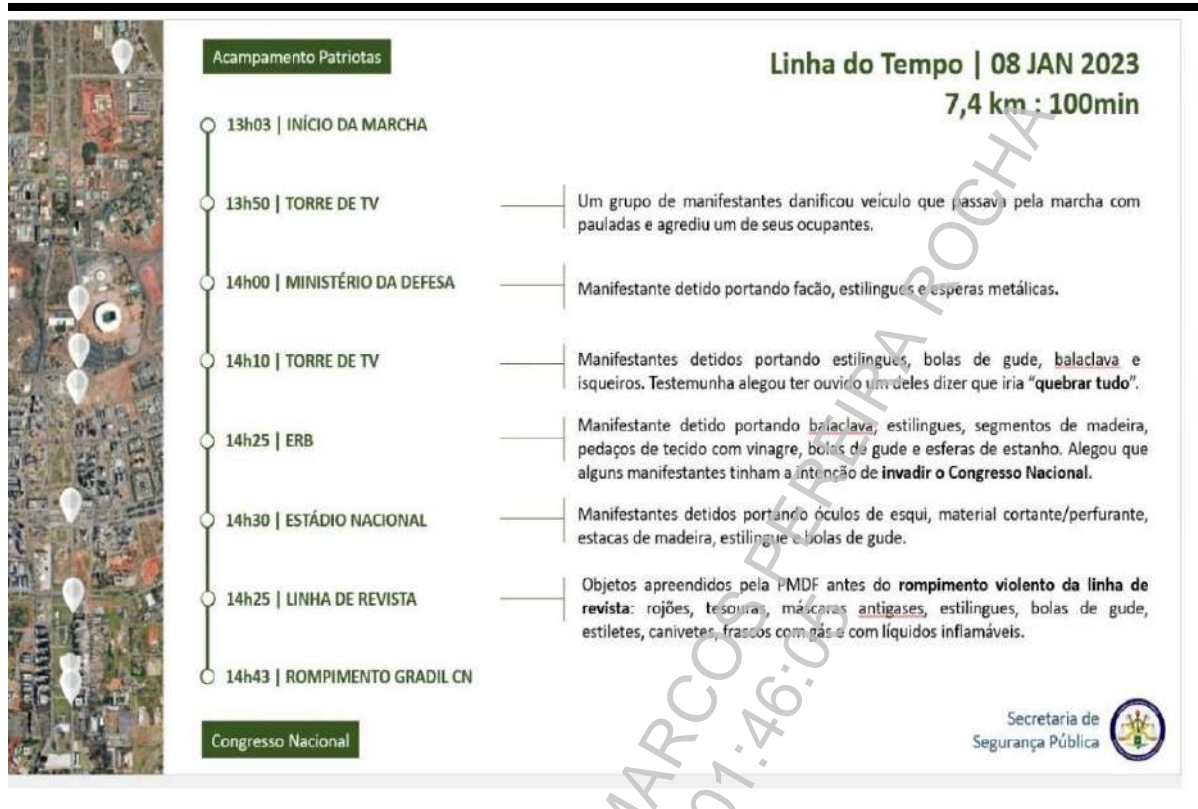 Acampamento Patriotas
Linha do Tempo | 08 JAN 2023
7,4 km : 100min
13h03 | INÍCIO DA MARCHA
13h50 | TORRE DE TV
Um grupo de manifestantes danificou veículo que passava pela marcha com
pauladas e agrediu um de seus ocupantes.
14h00 | MINISTÉRIO DA DEFESA
Manifestante detido portando facão, estilingues e esperas metálicas.
14h10 | TORRE DE TV
Manifestantes detidos portando estilingues, bolas de gude, balaclava e
isqueiros. Testemunha alegou ter ouvido um deles dizer que iria “quebrar tudo”.
14h25 | ERB
Manifestante detido portando balaclava, estilingues, segmentos de madeira,
pedaços de tecido com vinagre, bolas de gude e esferas de estanho. Alegou que
alguns manifestantes tinham a intenção de invadir o Congresso Nacional.
14h30 | ESTÁDIO NACIONAL
Manifestantes detidos portando óculos de esqui, material cortante/perfurante,
estacas de madeira, estilingue e bolas de gude.
14h25 | LINHA DE REVISTA
Objetos apreendidos pela PMDF antes do rompimento violento da linha de
revista: rojões, tesouras, máscaras antigases, estilingues, bolas de gude,
estiletes, canivetes, frascos com gás e com líquidos inflamáveis.
14h43 | ROMPIMENTO GRADIL CN
Congresso Nacional
Secretaria de
Segurança Pública
MARCOS PEREIRA ROCHA
01:46:05